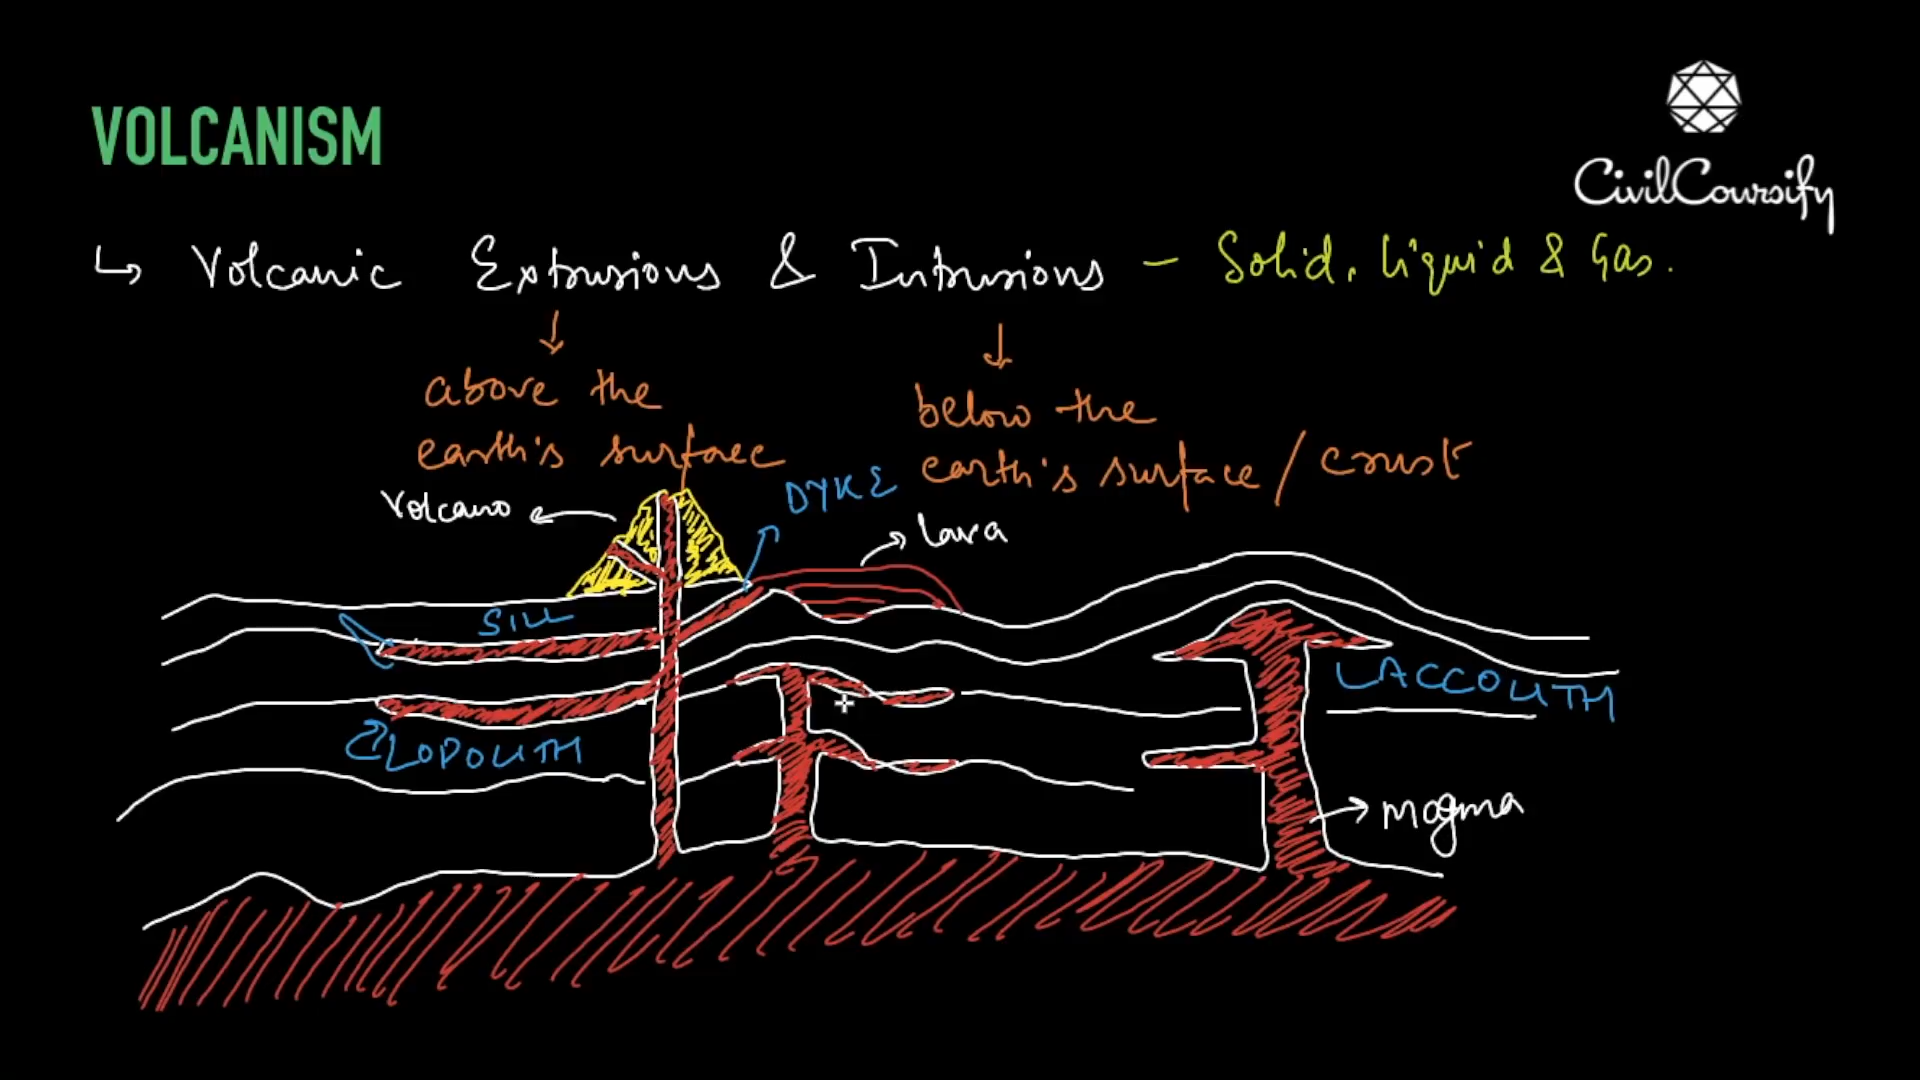 VOLCANISM
CivilCoursify
↳ Volcanic Extrusions & Intrusions - Solid, liquid & Gas.
above the
earth's surface
below the
earth's surface / crust
DYKE
Volcano
lava
SILL
LACCOLITH
LOPOLITH
magma